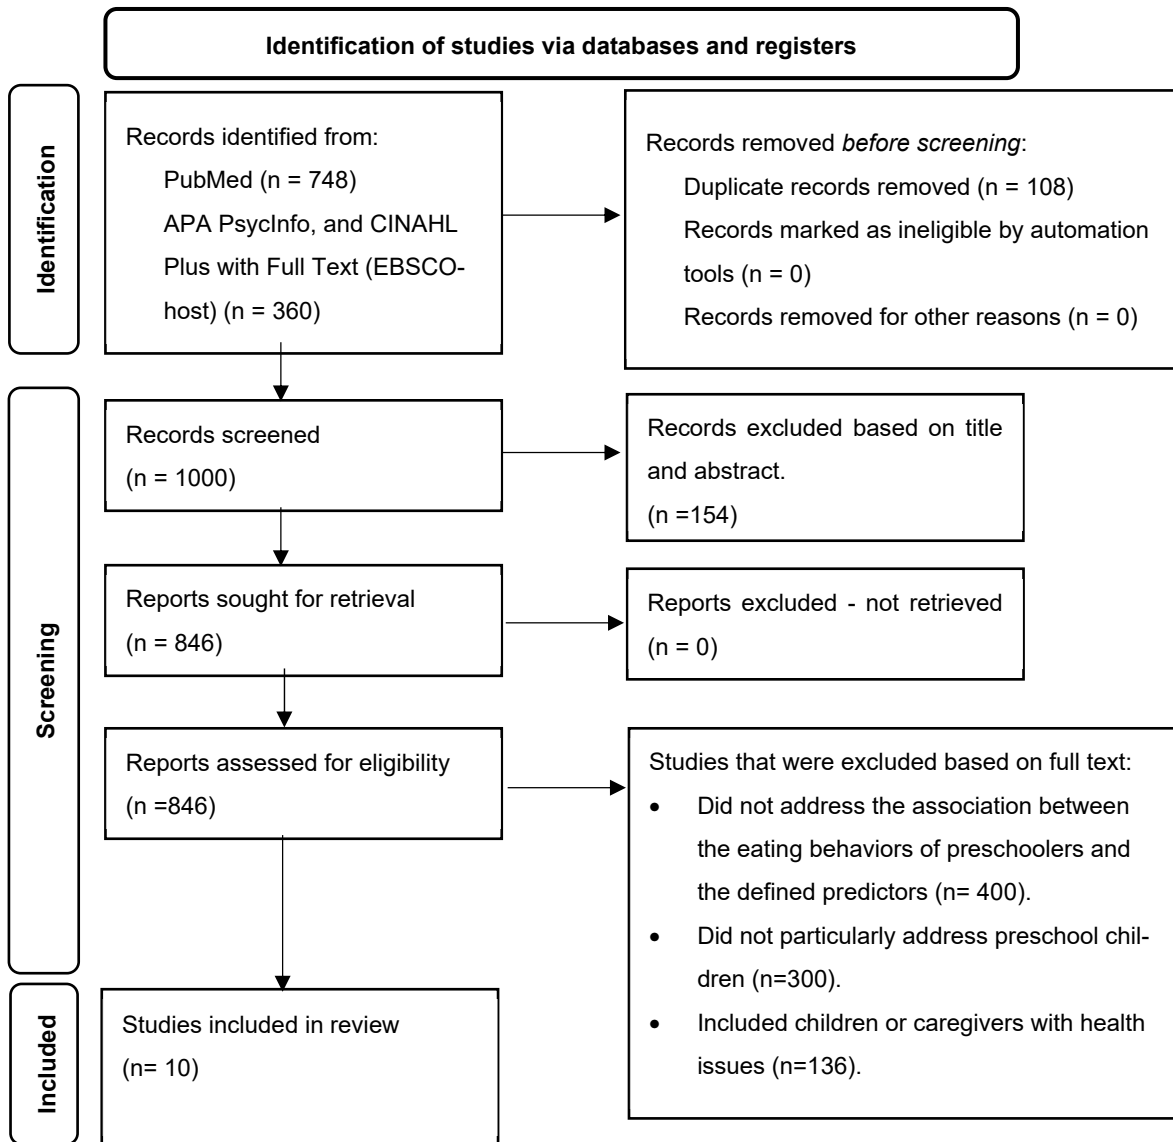 Identification of studies via databases and registers
Identification
Records identified from:
PubMed (n = 748)
APA PsycInfo, and CINAHL
Plus with Full Text (EBSCO-
host) (n = 360)
Records removed before screening:
Duplicate records removed (n = 108)
Records marked as ineligible by automation
tools (n = 0)
Records removed for other reasons (n = 0)
Screening
Records screened
(n = 1000)
Records excluded based on title
and abstract.
(n =154)
Reports sought for retrieval
(n = 846)
Reports excluded - not retrieved
(n = 0)
Reports assessed for eligibility
(n =846)
Studies that were excluded based on full text:
• Did not address the association between
the eating behaviors of preschoolers and
the defined predictors (n= 400).
• Did not particularly address preschool chil-
dren (n=300).
• Included children or caregivers with health
issues (n=136).
Included
Studies included in review
(n= 10)